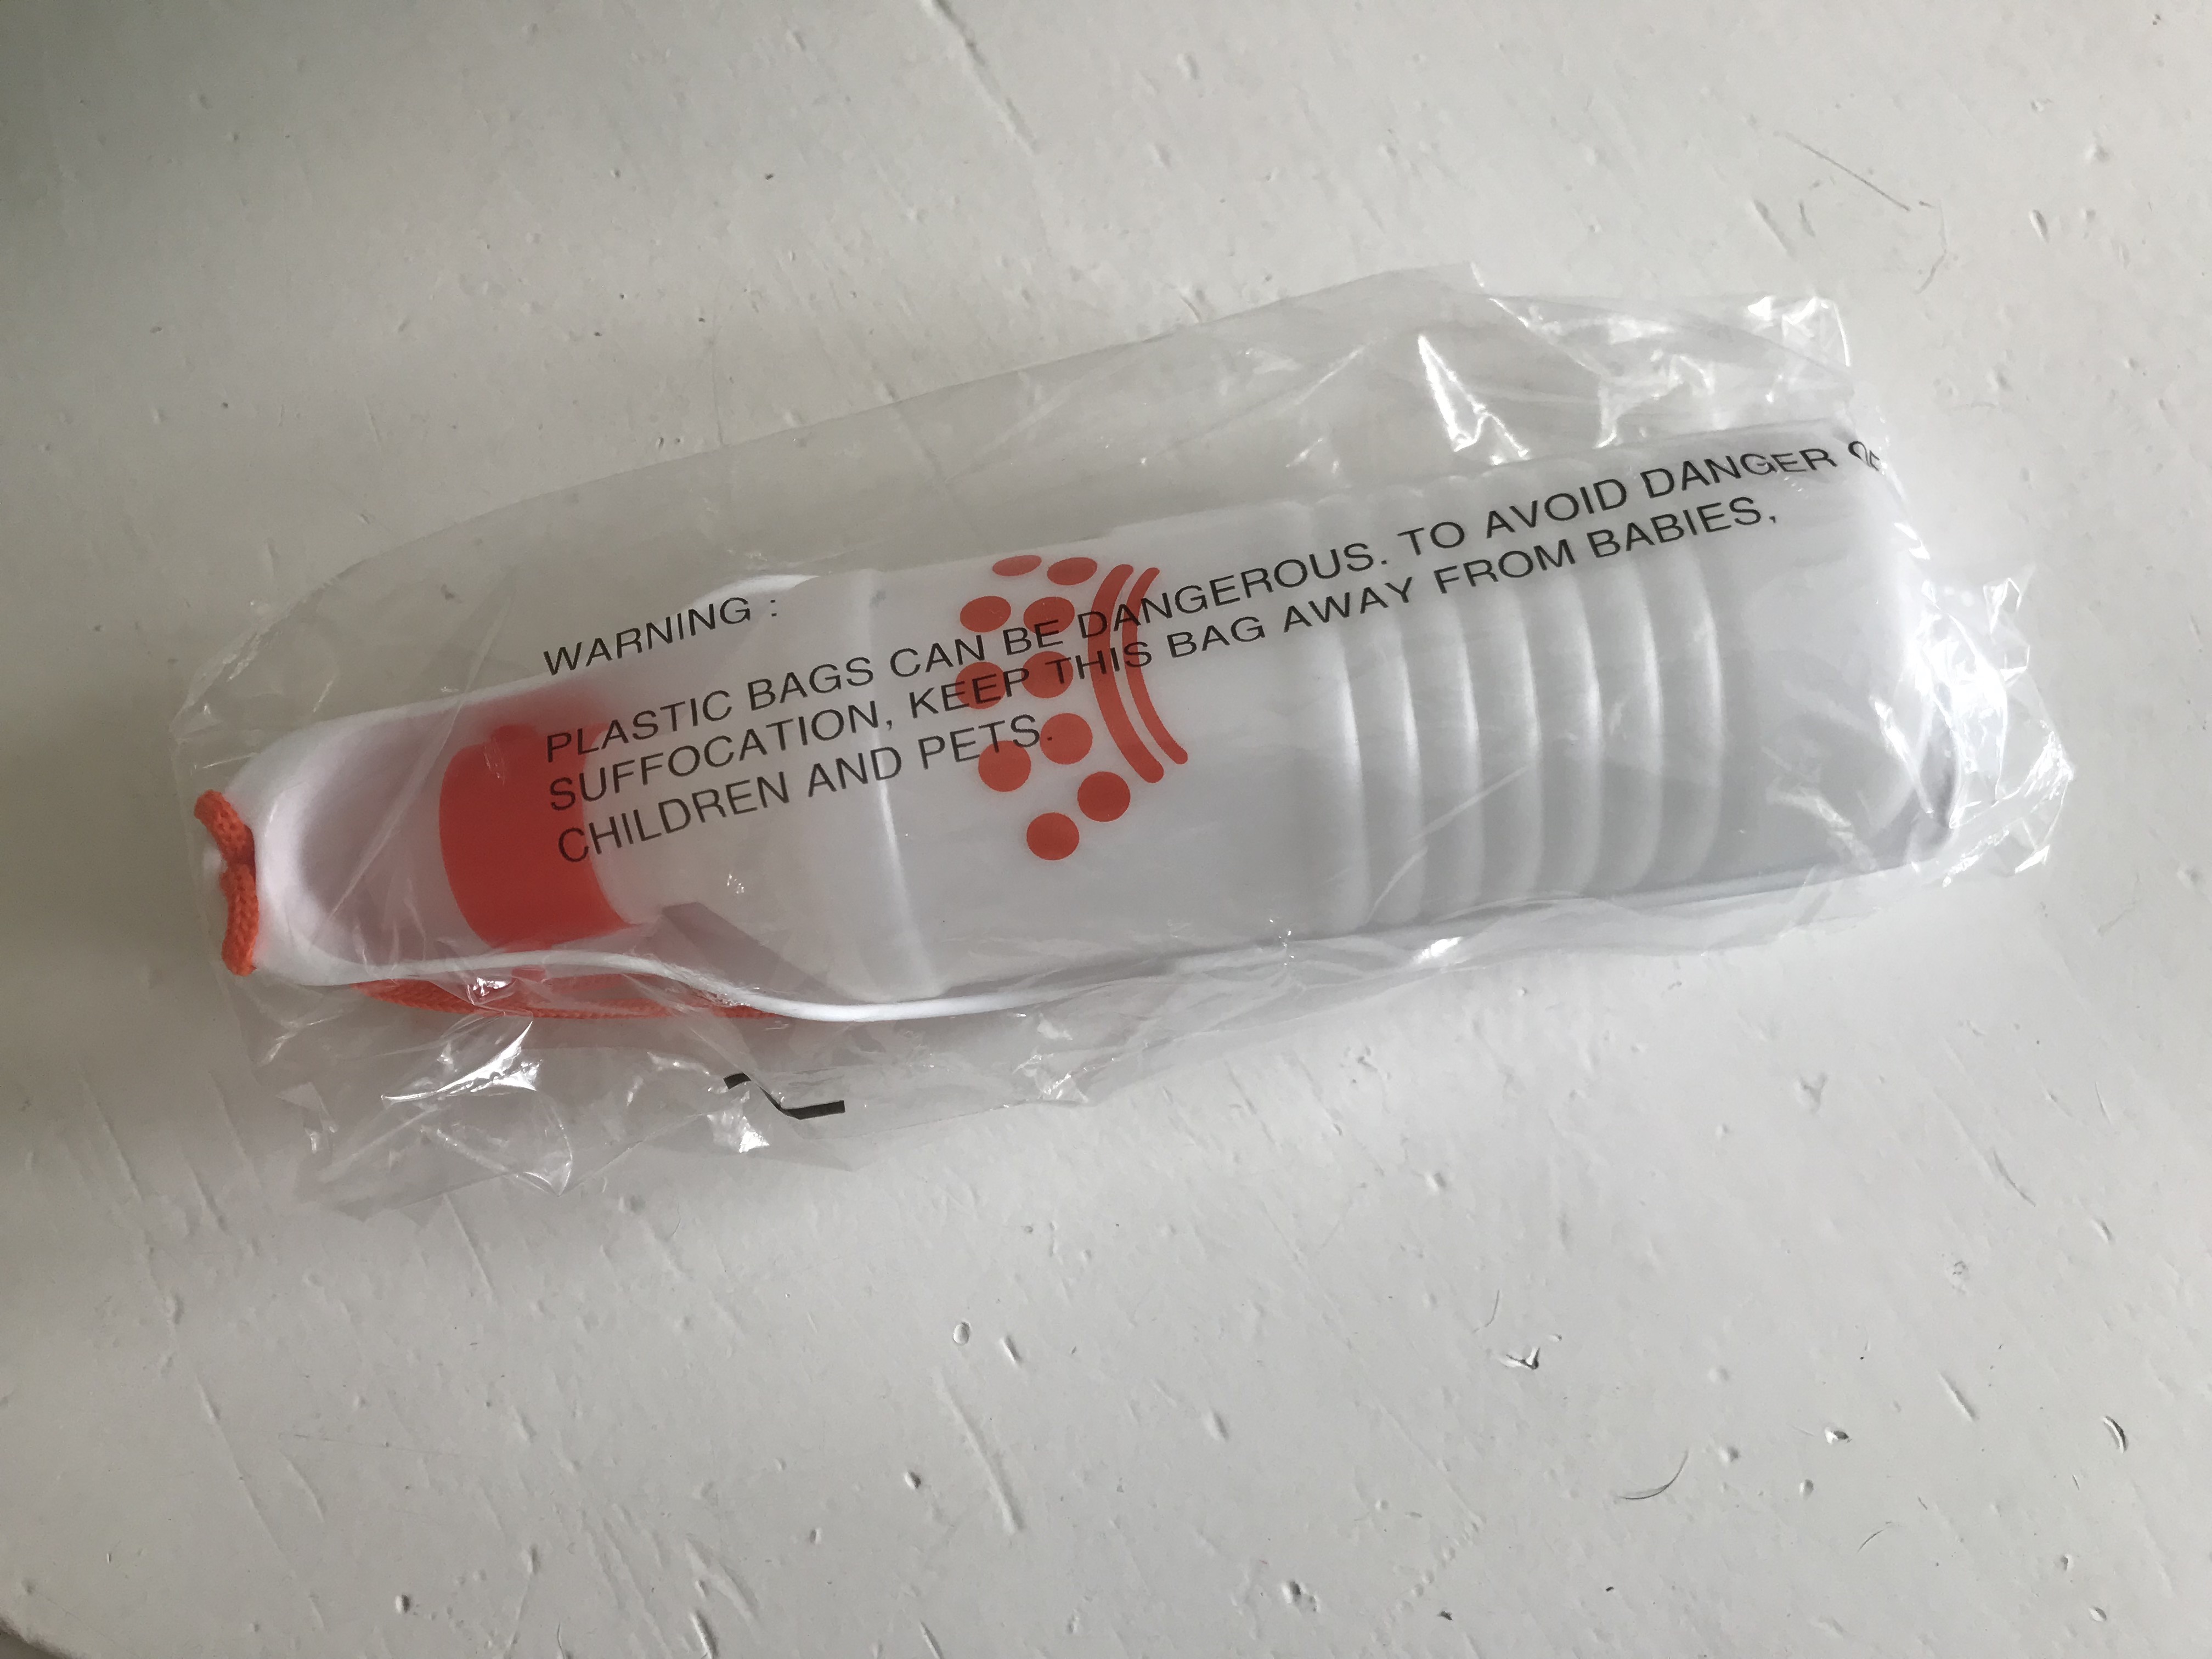 WARNING :
PLASTIC BAGS CAN BE DANGEROUS. TO AVOID DANGER
SUFFOCATION, KEEP THIS BAG AWAY FROM BABIES,
CHILDREN AND PETS.